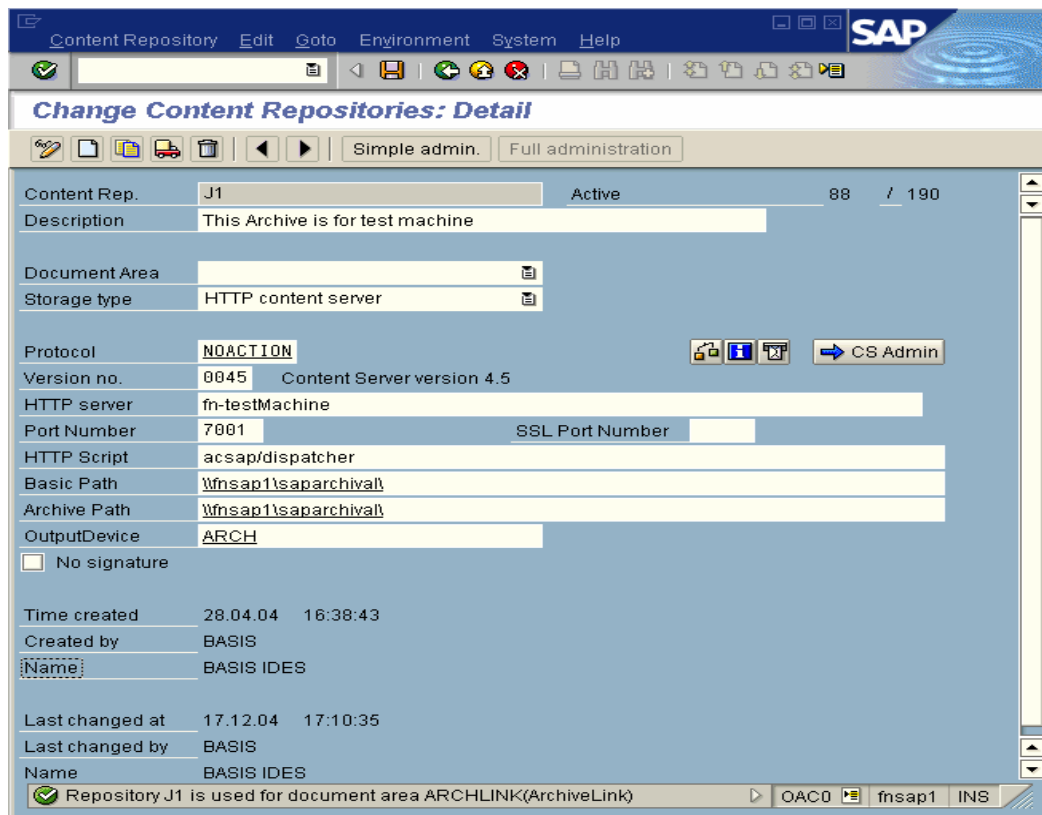 Content Repository Edit Goto Environment System Help
SAP
Change Content Repositories: Detail
Simple admin. Full administration
Content Rep. J1 Active 88 / 190
Description This Archive is for test machine
Document Area
Storage type HTTP content server
Protocol NOACTION CS Admin
Version no. 0045 Content Server version 4.5
HTTP server fn-testMachine
Port Number 7001 SSL Port Number
HTTP Script acsap/dispatcher
Basic Path \\fnsap1\saparchival\
Archive Path \\fnsap1\saparchival\
OutputDevice ARCH
No signature
Time created 28.04.04 16:38:43
Created by BASIS
Name BASIS IDES
Last changed at 17.12.04 17:10:35
Last changed by BASIS
Name BASIS IDES
Repository J1 is used for document area ARCHLINK(ArchiveLink) OAC0 fnsap1 INS